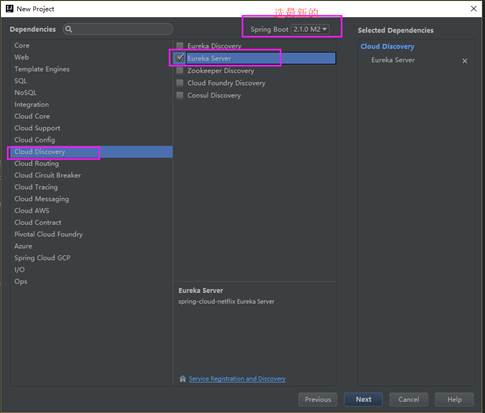 New Project
选最新的
Dependencies
Spring Boot 2.1.0 M2
Selected Dependencies
Core
Web
Template Engines
SQL
NoSQL
Integration
Cloud Core
Cloud Support
Cloud Config
Cloud Discovery
Cloud Routing
Cloud Circuit Breaker
Cloud Tracing
Cloud Messaging
Cloud AWS
Cloud Contract
Pivotal Cloud Foundry
Azure
Spring Cloud GCP
I/O
Ops
Eureka Discovery
Eureka Server
Zookeeper Discovery
Cloud Foundry Discovery
Consul Discovery
Cloud Discovery
Eureka Server
Eureka Server
spring-cloud-netflix Eureka Server
Service Registration and Discovery
Previous
Next
Cancel
Help